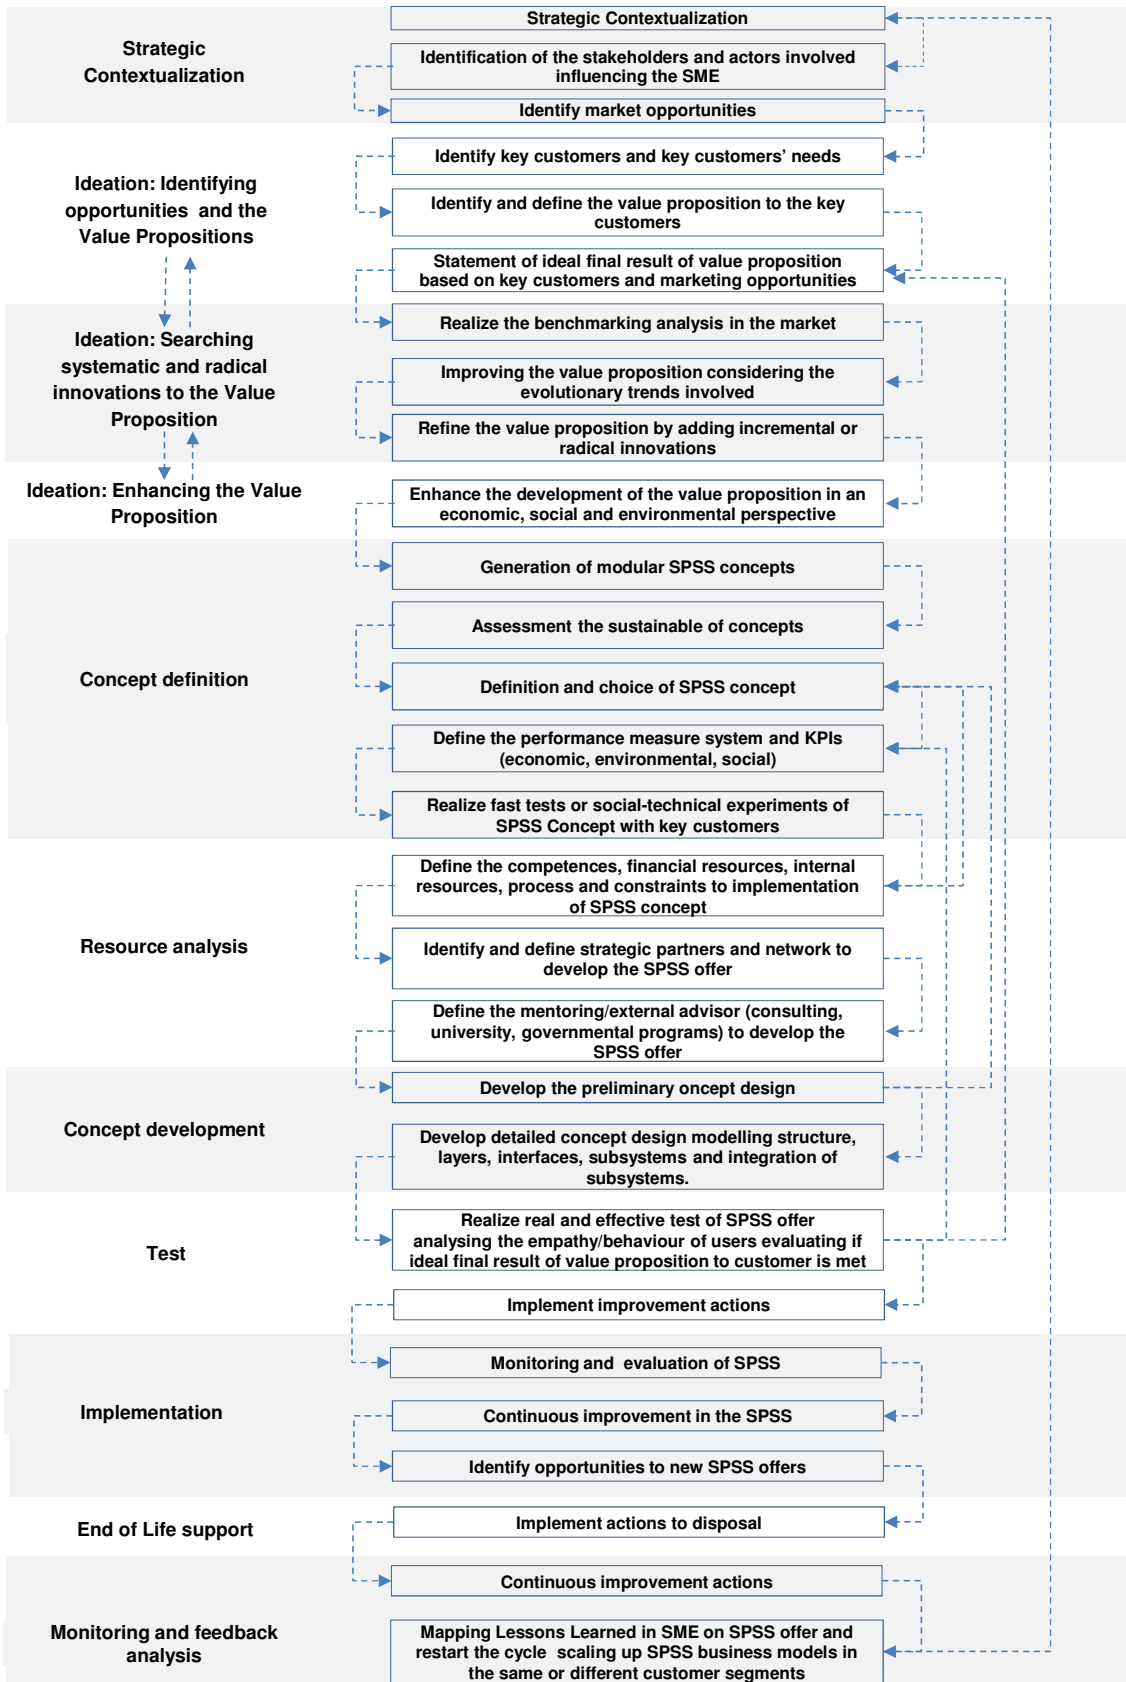 Strategic Contextualization
Strategic
Contextualization
Identification of the stakeholders and actors involved
influencing the SME
Identify market opportunities
Ideation: Identifying
opportunities and the
Value Propositions
Identify key customers and key customers’ needs
Identify and define the value proposition to the key
customers
Statement of ideal final result of value proposition
based on key customers and marketing opportunities
Ideation: Searching
systematic and radical
innovations to the Value
Proposition
Realize the benchmarking analysis in the market
Improving the value proposition considering the
evolutionary trends involved
Refine the value proposition by adding incremental or
radical innovations
Ideation: Enhancing the Value
Proposition
Enhance the development of the value proposition in an
economic, social and environmental perspective
Concept definition
Generation of modular SPSS concepts
Assessment the sustainable of concepts
Definition and choice of SPSS concept
Define the performance measure system and KPIs
(economic, environmental, social)
Realize fast tests or social-technical experiments of
SPSS Concept with key customers
Resource analysis
Define the competences, financial resources, internal
resources, process and constraints to implementation
of SPSS concept
Identify and define strategic partners and network to
develop the SPSS offer
Define the mentoring/external advisor (consulting,
university, governmental programs) to develop the
SPSS offer
Concept development
Develop the preliminary oncept design
Develop detailed concept design modelling structure,
layers, interfaces, subsystems and integration of
subsystems.
Test
Realize real and effective test of SPSS offer
analysing the empathy/behaviour of users evaluating if
ideal final result of value proposition to customer is met
Implement improvement actions
Implementation
Monitoring and evaluation of SPSS
Continuous improvement in the SPSS
Identify opportunities to new SPSS offers
End of Life support
Implement actions to disposal
Monitoring and feedback
analysis
Continuous improvement actions
Mapping Lessons Learned in SME on SPSS offer and
restart the cycle scaling up SPSS business models in
the same or different customer segments